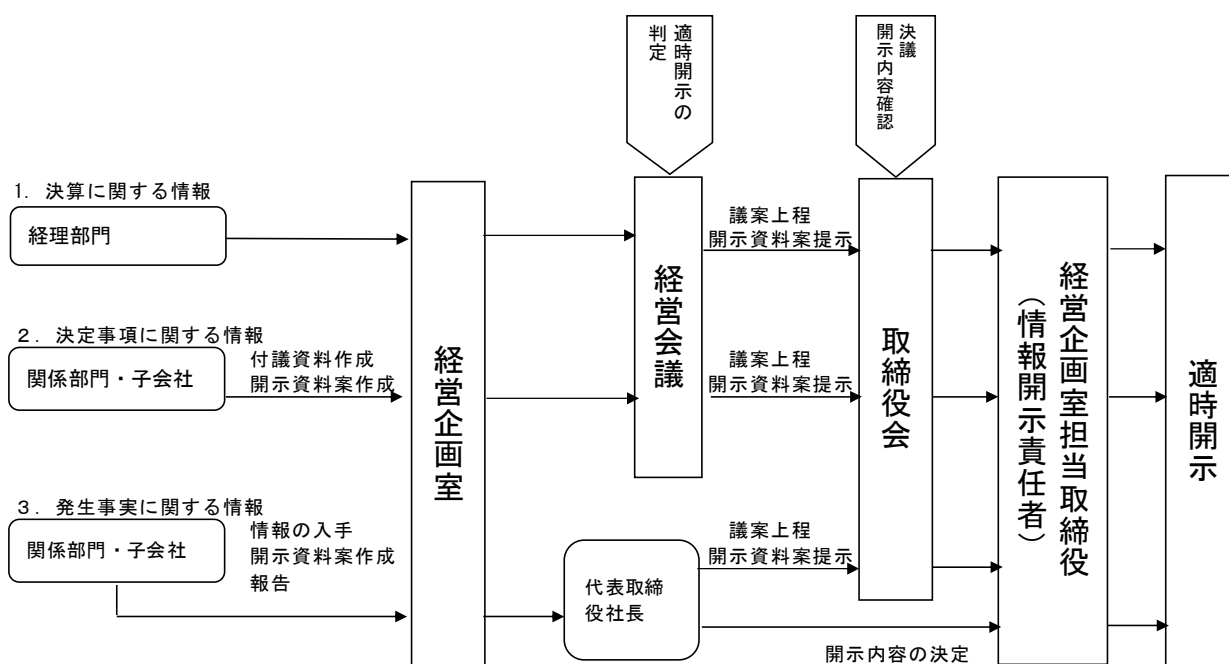 適時開示の
判定
決議
開示内容確認
1. 決算に関する情報
経理部門
議案上程
開示資料案提示
2. 決定事項に関する情報
関係部門・子会社
付議資料作成
開示資料案作成
議案上程
開示資料案提示
3. 発生事実に関する情報
関係部門・子会社
情報の入手
開示資料案作成
報告
経営企画室
経営会議
代表取締
役社長
議案上程
開示資料案提示
開示内容の決定
取締役会
経営企画室担当取締役
(情報開示責任者)
適時開示